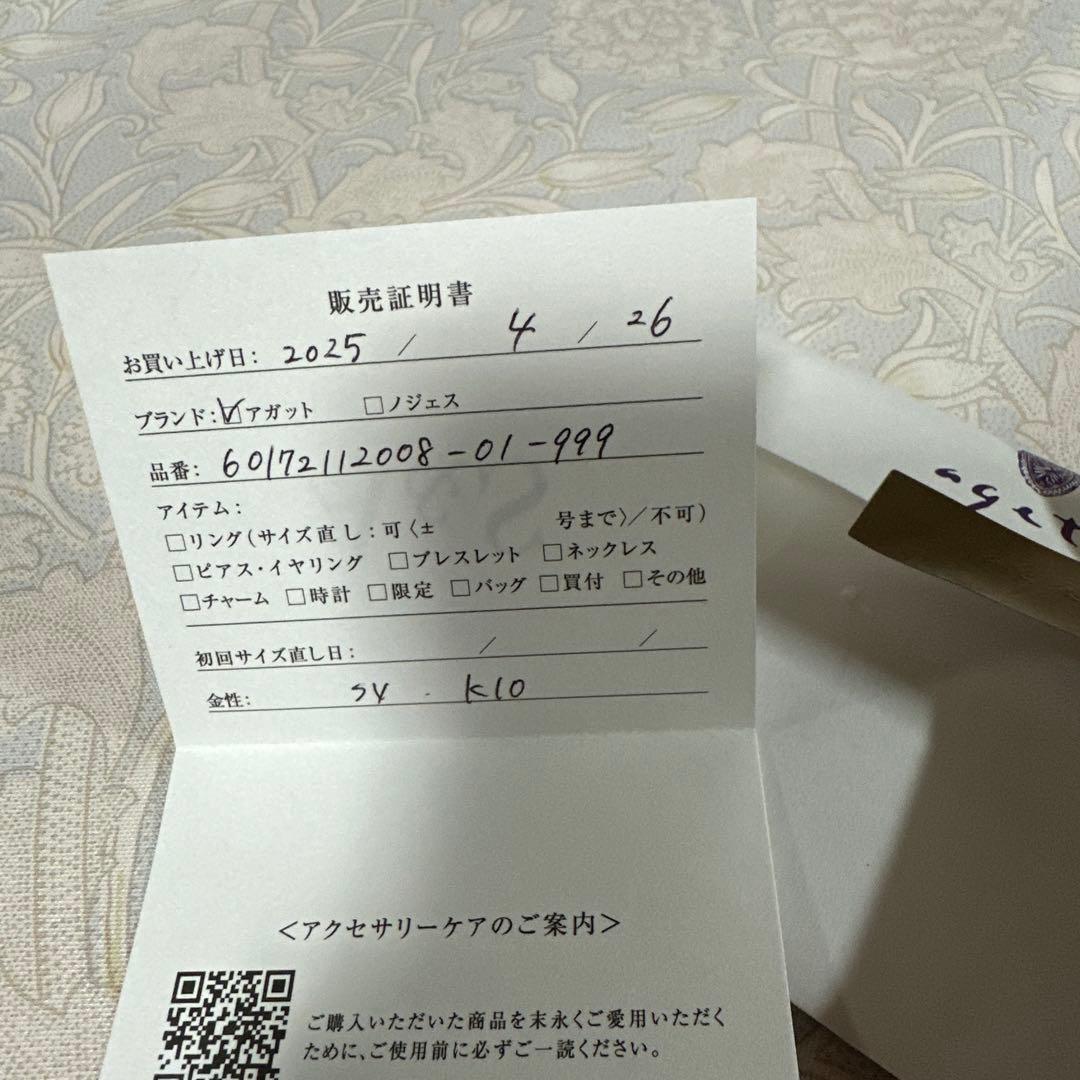 販売証明書
お買い上げ日: 2025 / 4 / 26
ブランド: ☑アガット □ノジェス
品番: 60172112008-01-999
アイテム:
□リング(サイズ直し:可〈± 号まで〉/不可)
□ピアス・イヤリング □ブレスレット □ネックレス
□チャーム □時計 □限定 □バッグ □買付 □その他
初回サイズ直し日: / /
金性: SV . K10
<アクセサリーケアのご案内>
ご購入いただいた商品を末永くご愛用いただく
ために、ご使用前に必ずご一読ください。